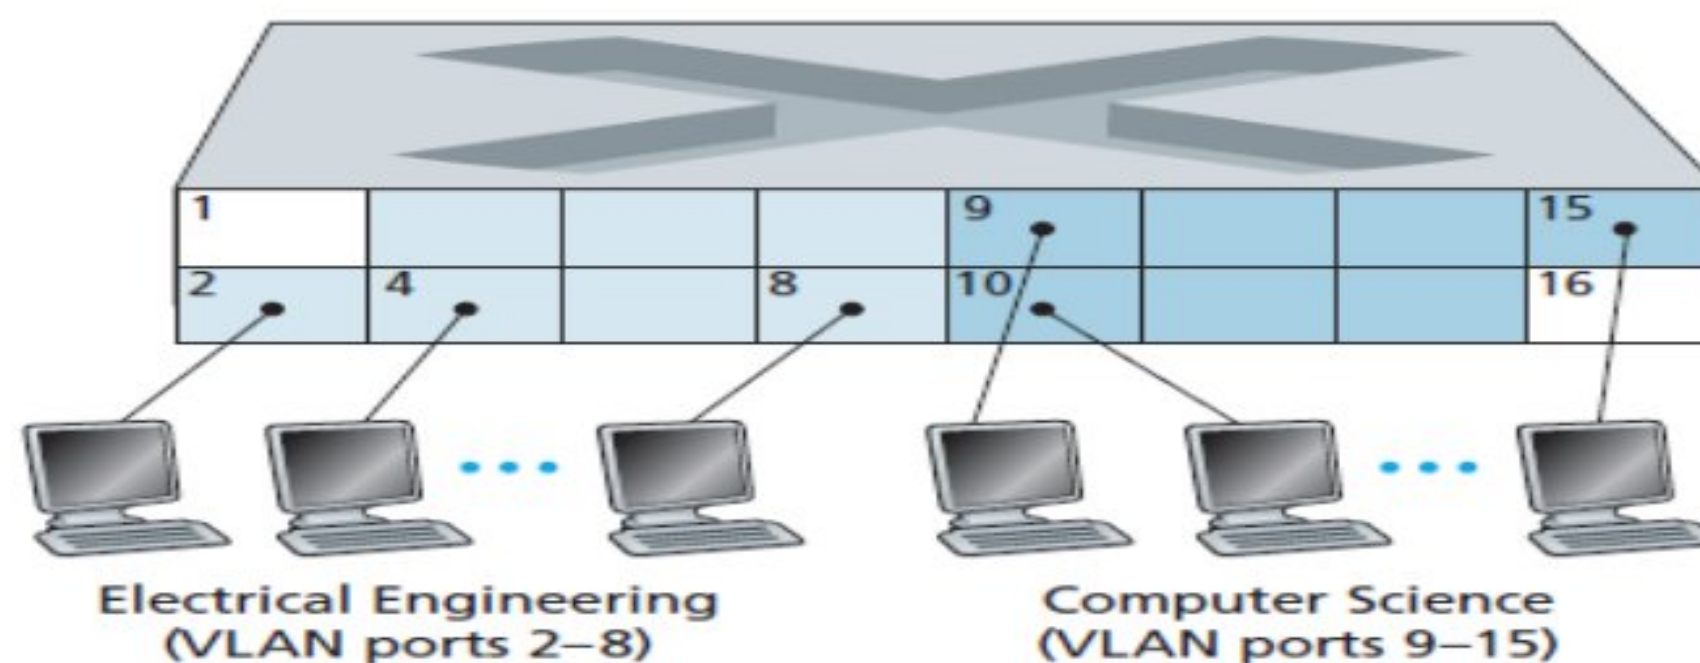 1 9 15
2 4 8 10 16
Electrical Engineering Computer Science
(VLAN ports 2–8) (VLAN ports 9–15)